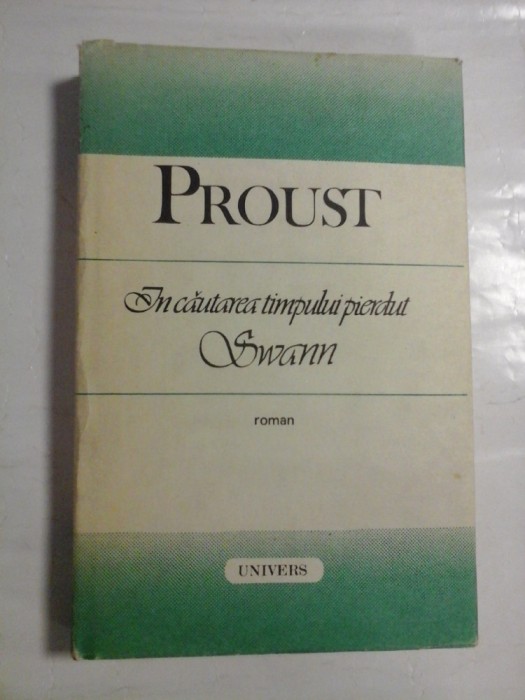 PROUST
In căutarea timpului pierdut
Swann
roman
UNIVERS